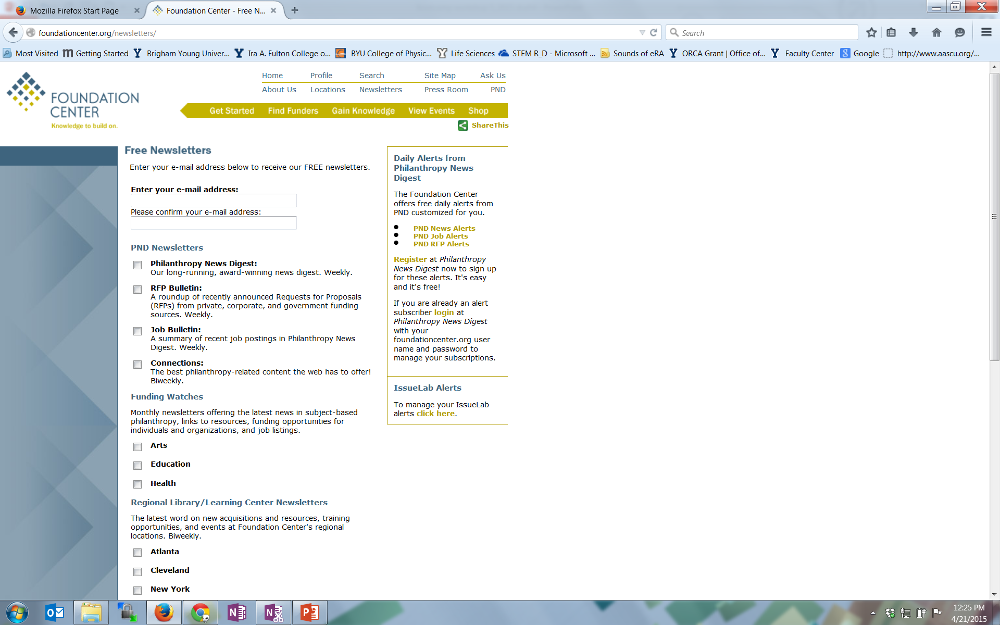 Mozilla Firefox Start Page
Foundation Center - Free N...
foundationcenter.org/newsletters/
Search
Most Visited Getting Started Brigham Young Univer... Ira A. Fulton College o... BYU College of Physic... Life Sciences STEM R_D - Microsoft ... Sounds of eRA ORCA Grant | Office of... Faculty Center Google http://www.aascu.org/...
FOUNDATION
CENTER
Knowledge to build on.
Home Profile Search Site Map Ask Us
About Us Locations Newsletters Press Room PND
Get Started Find Funders Gain Knowledge View Events Shop
ShareThis
Free Newsletters
Enter your e-mail address below to receive our FREE newsletters.
Enter your e-mail address:
Please confirm your e-mail address:
PND Newsletters
Philanthropy News Digest:
Our long-running, award-winning news digest. Weekly.
RFP Bulletin:
A roundup of recently announced Requests for Proposals
(RFPs) from private, corporate, and government funding
sources. Weekly.
Job Bulletin:
A summary of recent job postings in Philanthropy News
Digest. Weekly.
Connections:
The best philanthropy-related content the web has to offer!
Biweekly.
Funding Watches
Monthly newsletters offering the latest news in subject-based
philanthropy, links to resources, funding opportunities for
individuals and organizations, and job listings.
Arts
Education
Health
Regional Library/Learning Center Newsletters
The latest word on new acquisitions and resources, training
opportunities, and events at Foundation Center's regional
locations. Biweekly.
Atlanta
Cleveland
New York
Daily Alerts from
Philanthropy News
Digest
The Foundation Center
offers free daily alerts from
PND customized for you.
PND News Alerts
PND Job Alerts
PND RFP Alerts
Register at Philanthropy
News Digest now to sign up
for these alerts. It's easy
and it's free!
If you are already an alert
subscriber login at
Philanthropy News Digest
with your
foundationcenter.org user
name and password to
manage your subscriptions.
IssueLab Alerts
To manage your IssueLab
alerts click here.
12:25 PM
4/21/2015